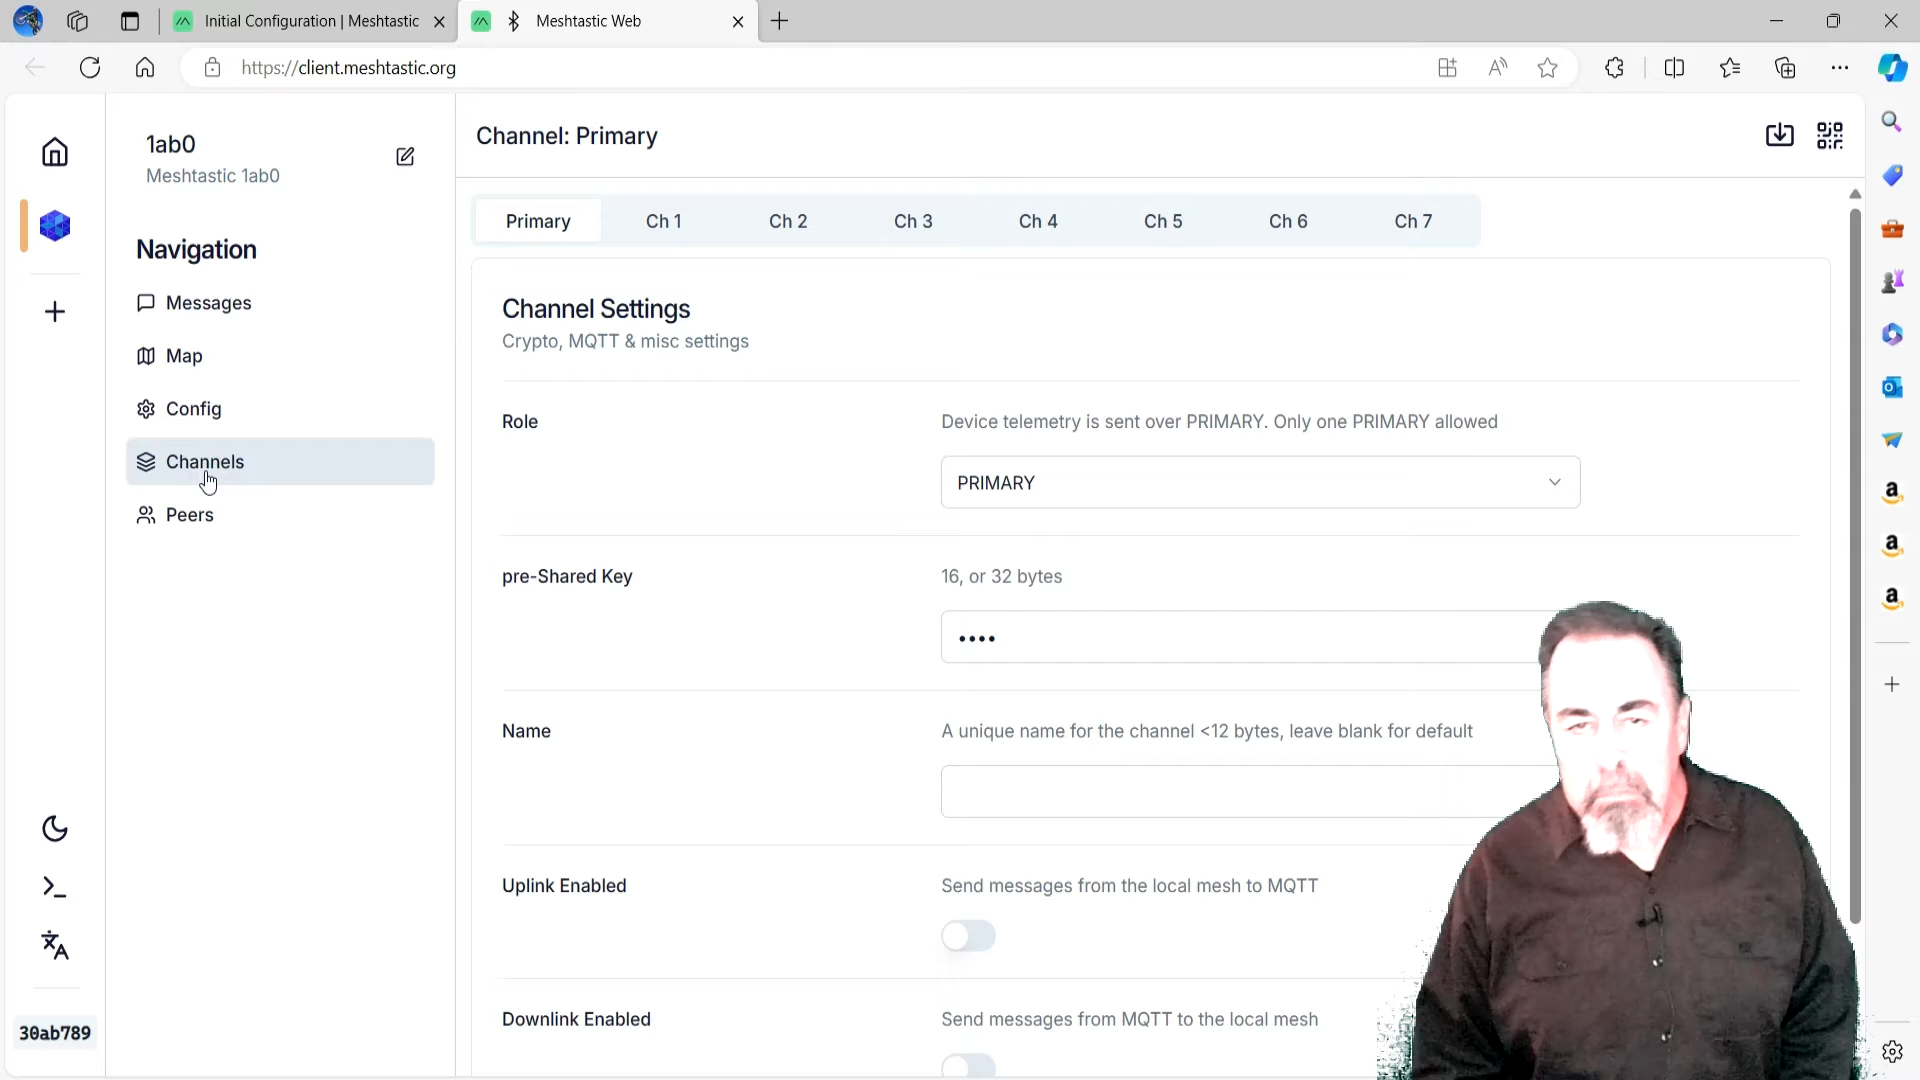 Initial Configuration | Meshtastic
Meshtastic Web
https://client.meshtastic.org
1ab0
Meshtastic 1ab0
Navigation
Messages
Map
Config
Channels
Peers
30ab789
Channel: Primary
Primary
Ch 1
Ch 2
Ch 3
Ch 4
Ch 5
Ch 6
Ch 7
Channel Settings
Crypto, MQTT & misc settings
Role
Device telemetry is sent over PRIMARY. Only one PRIMARY allowed
PRIMARY
pre-Shared Key
16, or 32 bytes
••••
Name
A unique name for the channel <12 bytes, leave blank for default
Uplink Enabled
Send messages from the local mesh to MQTT
Downlink Enabled
Send messages from MQTT to the local mesh